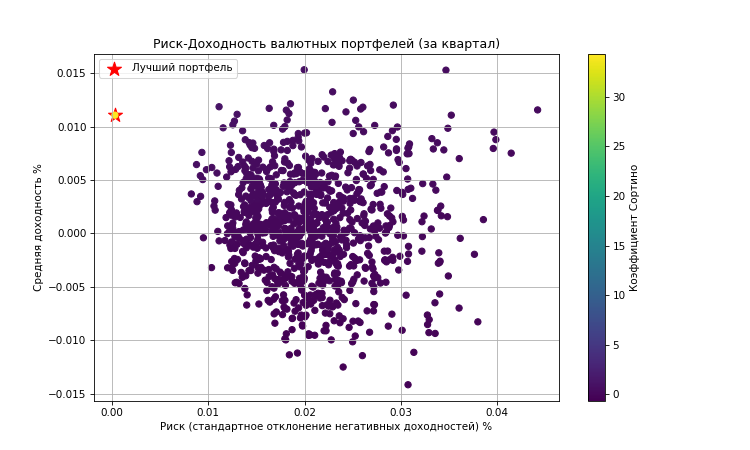 Риск-Доходность валютных портфелей (за квартал)
Лучший портфель
Средняя доходность %
0.015
0.010
0.005
0.000
−0.005
−0.010
−0.015
0.00 0.01 0.02 0.03 0.04
Риск (стандартное отклонение негативных доходностей) %
30
25
20
15
10
5
0
Коэффициент Сортино